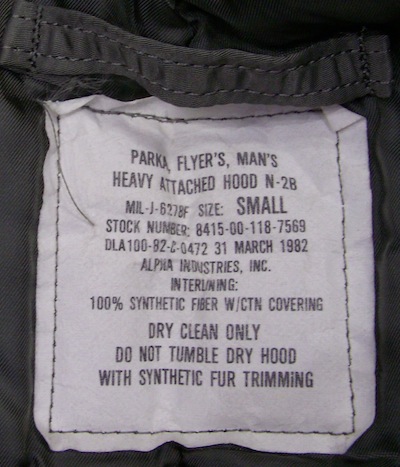 PARKA, FLYER'S, MAN'S
HEAVY ATTACHED HOOD N-2B
MIL-J-6278F SIZE: SMALL
STOCK NUMBER: 8415-00-118-7569
DLA100-82-C-0472 31 MARCH 1982
ALPHA INDUSTRIES, INC.
INTERLINING:
100% SYNTHETIC FIBER W/CTN COVERING
DRY CLEAN ONLY
DO NOT TUMBLE DRY HOOD
WITH SYNTHETIC FUR TRIMMING